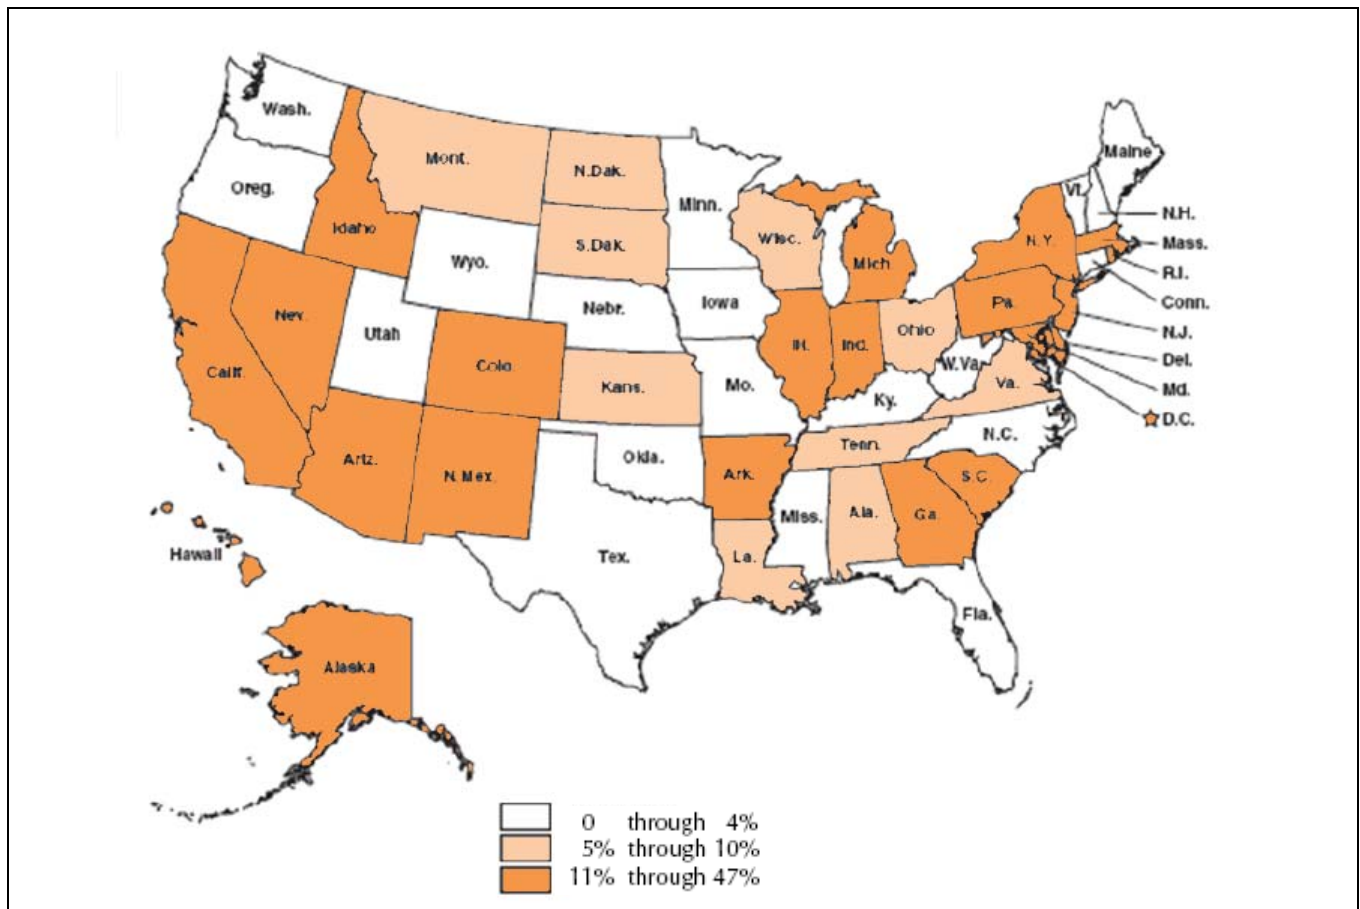 Wash.
Oreg.
Calif.
Nev.
Idaho
Mont.
Wyo.
Utah
Colo.
Ariz.
N.Mex.
N.Dak.
S.Dak.
Nebr.
Kans.
Okla.
Tex.
Minn.
Iowa
Mo.
Ark.
La.
Wisc.
Ill.
Mich
Ind.
Ohio
Ky.
Tenn.
Miss.
Ala.
Ga.
Fla.
S.C.
N.C.
Va.
W.Va.
Pa.
N.Y.
Vt.
Maine
N.H.
Mass.
R.I.
Conn.
N.J.
Del.
Md.
D.C.
Hawaii
Alaska
0 through 4%
5% through 10%
11% through 47%